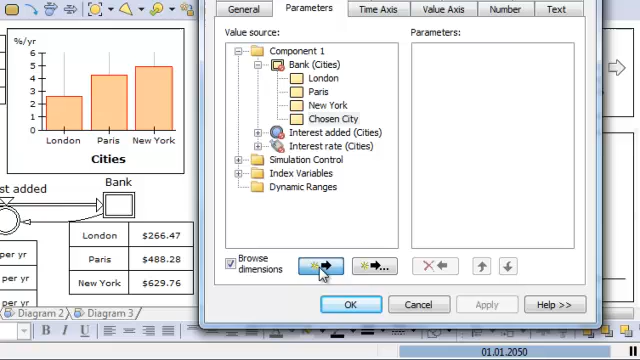 General
Parameters
Time Axis
Value Axis
Number
Text
Value source:
Parameters:
Component 1
Bank (Cities)
London
Paris
New York
Chosen City
Interest added (Cities)
Interest rate (Cities)
Simulation Control
Index Variables
Dynamic Ranges
Browse dimensions
...
OK
Cancel
Apply
Help >>
%/yr
6
5
4
3
2
1
0
London Paris New York
Cities
st added
Bank
London $266.47
Paris $488.28
New York $629.76
per yr
per yr
per yr
Diagram 2
Diagram 3
B I U
A
01.01.2050